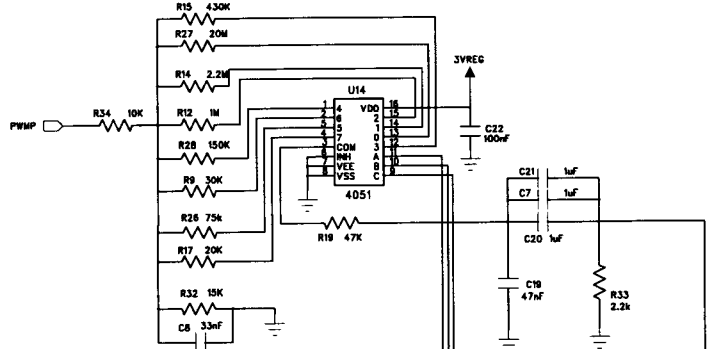 R15 430K
R27 20M
R14 2.2M
3VREG
U14
PWMP
R34 10K
R12 1M
1 4 VDD 16
2 6 2 15
3 COM 1 14
4 7 0 13
5 5 3 12
6 INH A 11
7 VEE B 10
8 VSS C 9
4051
C22
100nF
R28 150K
R9 30K
R26 75k
R19 47K
R17 20K
C21 1uF
C7 1uF
C20 1uF
C19
47nF
R33
2.2k
R32 15K
C8 33nF